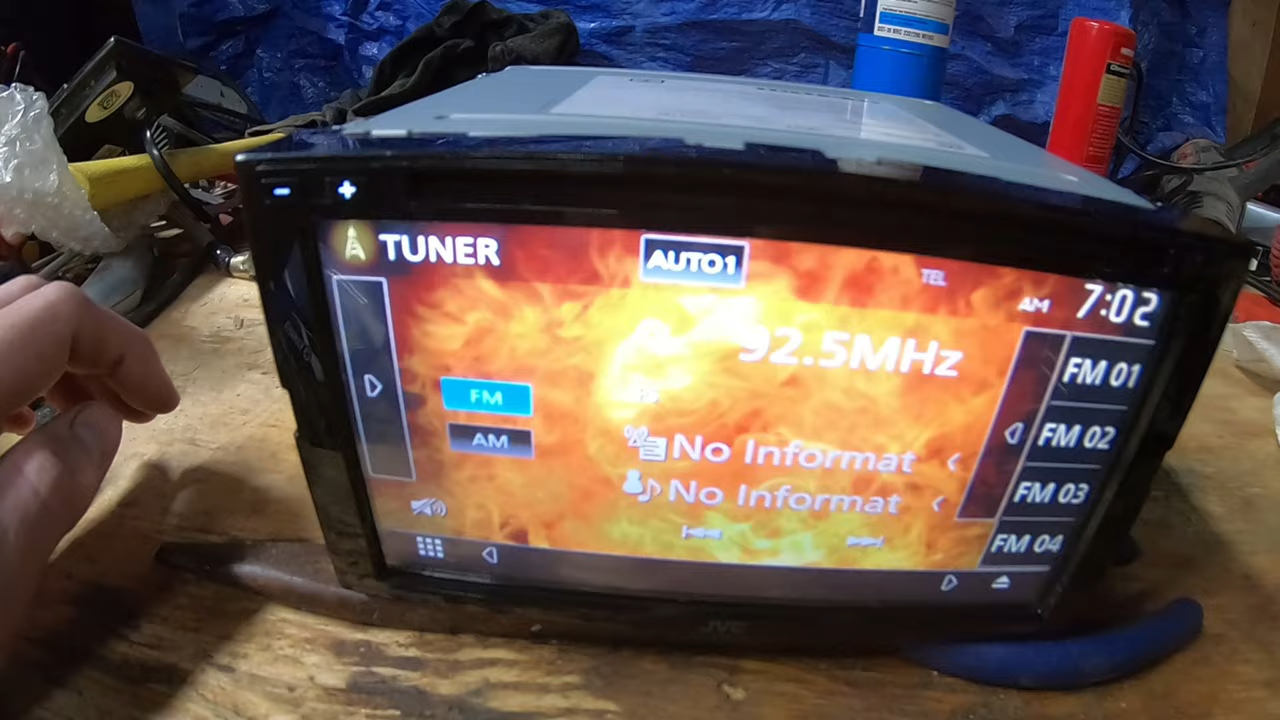 - +
TUNER
AUTO1
TEL
AM 7:02
92.5MHz
FM
AM
No Informat
No Informat
FM 01
FM 02
FM 03
FM 04
JVC